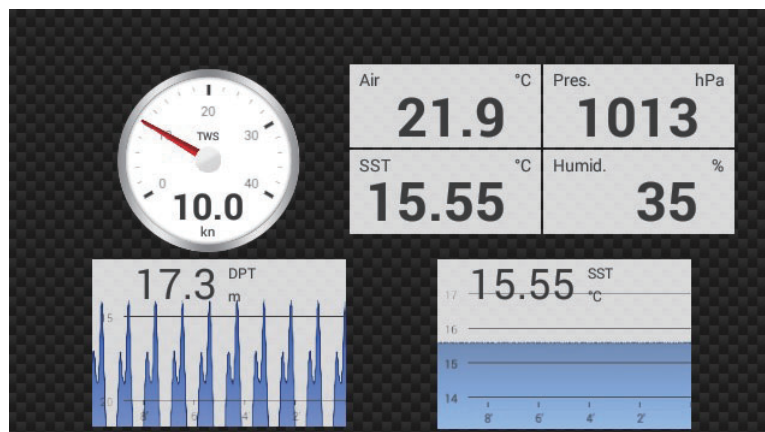 20
10
TWS
30
0
40
10.0
kn
Air °C
21.9
Pres. hPa
1013
SST °C
15.55
Humid. %
35
17.3 DPT
m
15
20
8' 6' 4' 2'
15.55 SST
°C
17
16
15
14
8' 6' 4' 2'